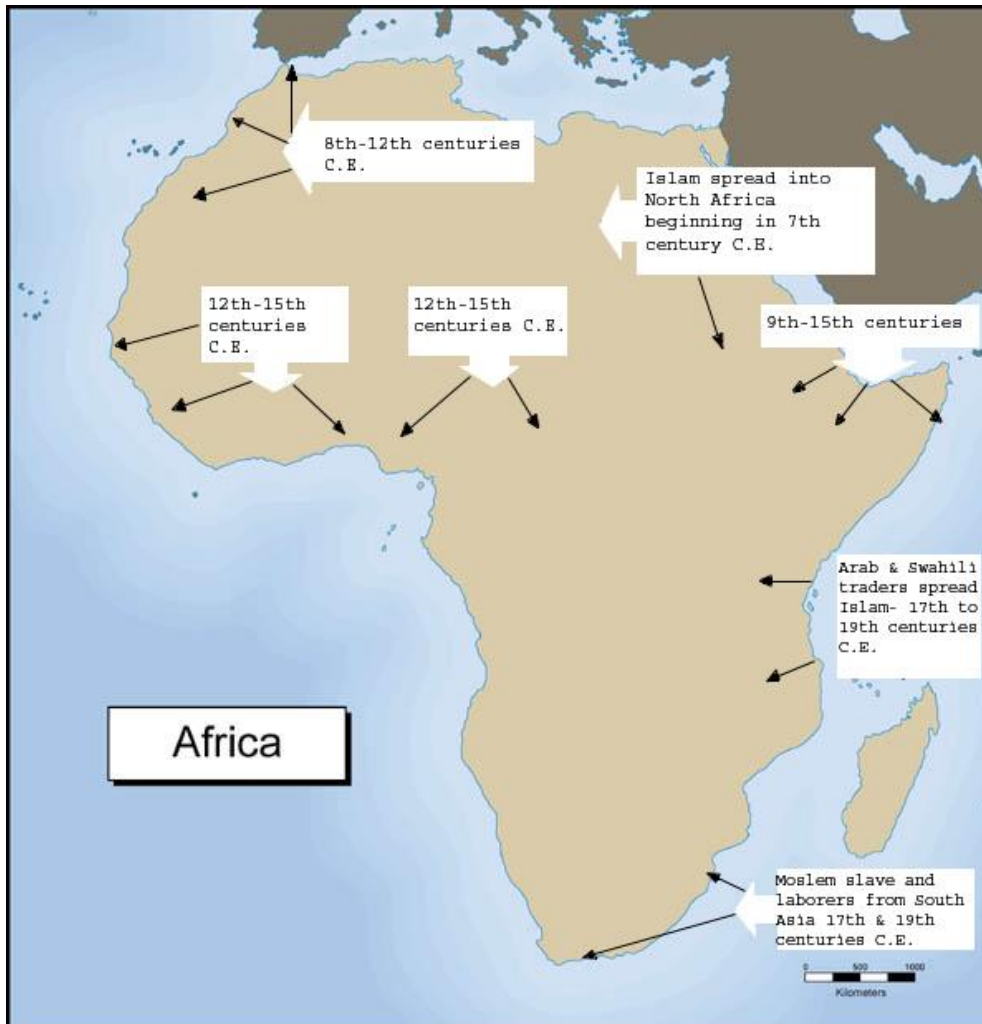 8th-12th centuries
C.E.
Islam spread into
North Africa
beginning in 7th
century C.E.
12th-15th
centuries
C.E.
12th-15th
centuries C.E.
9th-15th centuries
Arab & Swahili
traders spread
Islam- 17th to
19th centuries
C.E.
Africa
Moslem slave and
laborers from South
Asia 17th & 19th
centuries C.E.
0 500 1000
Kilometers